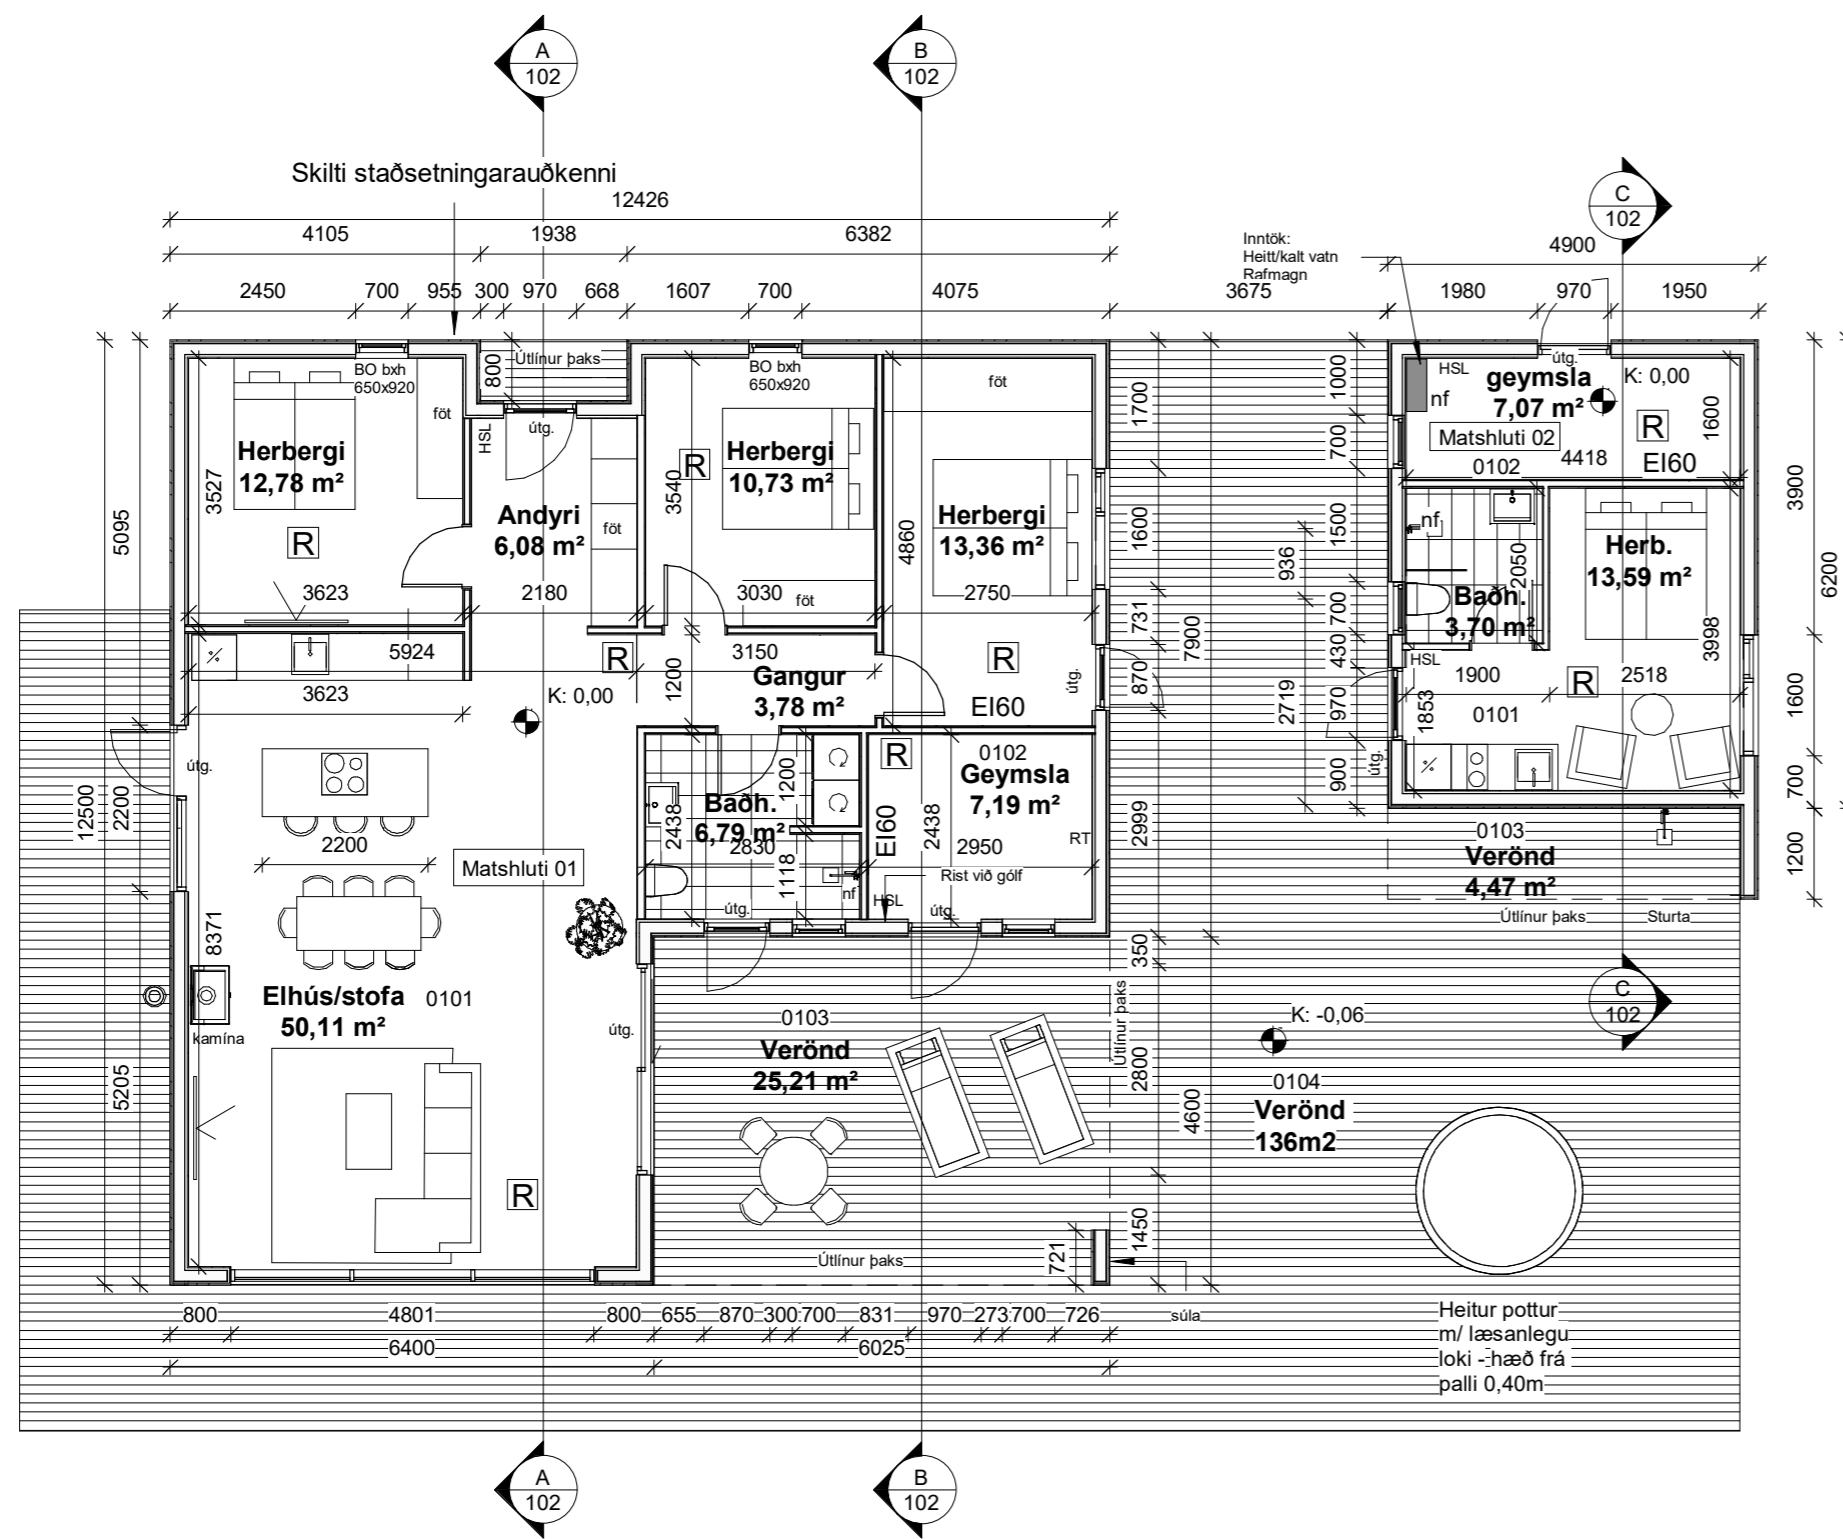 A
102
B
102
Skilti staðsetningarauðkenni
12426
4105 1938 6382
2450 700 955 300 970 668 1607 700 4075 3675
C
102
4900
1980 970 1950
Inntök:
Heitt/kalt vatn
Rafmagn
Útlínur þaks
800
BO bxh
650x920
föt
Herbergi
12,78 m²
3527
R
3623
HSL
útg.
föt
Andyri
6,08 m²
2180
BO bxh
650x920
Herbergi
10,73 m²
R
3540
3030
föt
föt
Herbergi
13,36 m²
4860
2750
R
útg.
EI60
5095
12500
2200
5205
5924
3623
R
K: 0,00
3150
1200
Gangur
3,78 m²
útg.
2200
Matshluti 01
8371
Elhús/stofa
50,11 m²
0101
kamína
útg.
R
Baðh.
6,79 m²
2438
2830
1200
1118
nf
útg.
HSL
R
EI60
0102
Geymsla
7,19 m²
2438
2950
RT
Rist við gólf
útg.
1700
1600
731
870
7900
2999
350
2800
4600
1450
721
1000
700
1500
936
700
430
2719
970
900
HSL
nf
útg.
geymsla
7,07 m²
K: 0,00
R
1600
Matshluti 02
0102
4418
EI60
nf
2050
Baðh.
3,70 m²
Herb.
13,59 m²
3998
HSL
1900
R
2518
1853
0101
útg.
3900
6200
1600
700
1200
0103
Verönd
4,47 m²
Útlínur þaks
Sturta
C
102
0103
Verönd
25,21 m²
Útlínur þaks
Útlínur þaks
K: -0,06
0104
Verönd
136m2
súla
Heitur pottur
m/ læsanlegu
loki - hæð frá
palli 0,40m
800 4801 800 655 870 300 700 831 970 273 700 726
6400 6025
A
102
B
102